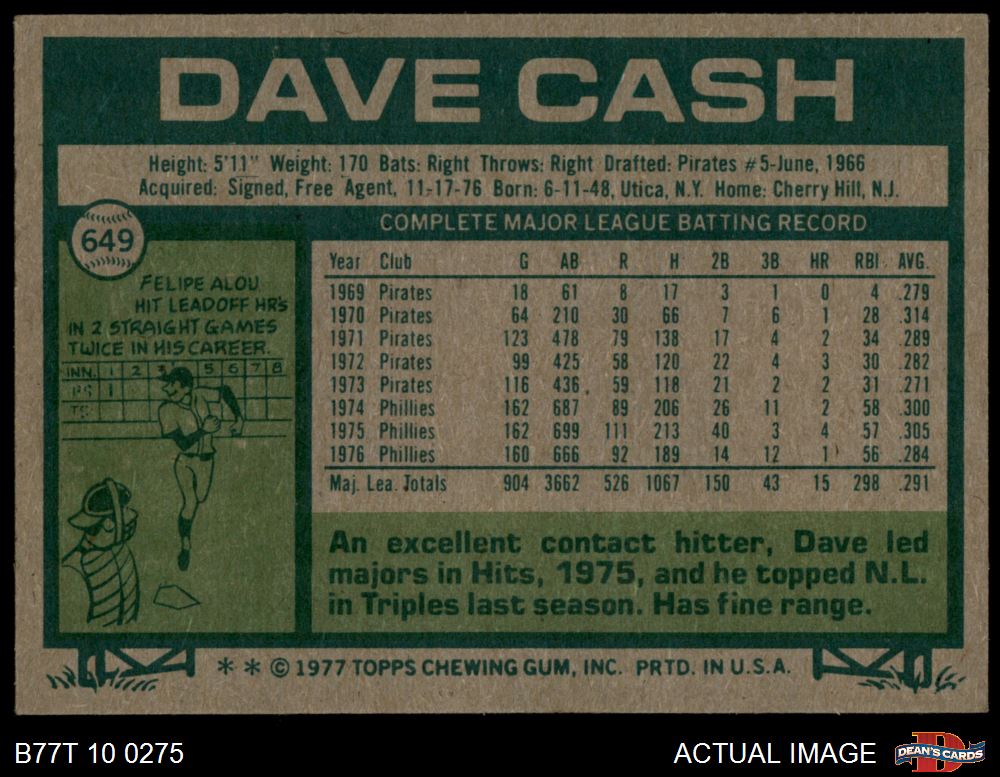 DAVE CASH
Height: 5'11" Weight: 170 Bats: Right Throws: Right Drafted: Pirates #5-June, 1966
Acquired: Signed, Free Agent, 11-17-76 Born: 6-11-48, Utica, N.Y. Home: Cherry Hill, N.J.
649
COMPLETE MAJOR LEAGUE BATTING RECORD
FELIPE ALOU
HIT LEADOFF HR's
IN 2 STRAIGHT GAMES
TWICE IN HIS CAREER.
INN. 1 2 3 5 6 7 8
Year Club G AB R H 2B 3B HR RBI AVG.
1969 Pirates 18 61 8 17 3 1 0 4 .279
1970 Pirates 64 210 30 66 7 6 1 28 .314
1971 Pirates 123 478 79 138 17 4 2 34 .289
1972 Pirates 99 425 58 120 22 4 3 30 .282
1973 Pirates 116 436 59 118 21 2 2 31 .271
1974 Phillies 162 687 89 206 26 11 2 58 .300
1975 Phillies 162 699 111 213 40 3 4 57 .305
1976 Phillies 160 666 92 189 14 12 1 56 .284
Maj. Lea. Totals 904 3662 526 1067 150 43 15 298 .291
An excellent contact hitter, Dave led
majors in Hits, 1975, and he topped N.L.
in Triples last season. Has fine range.
* * © 1977 TOPPS CHEWING GUM, INC. PRTD. IN U.S.A.
B77T 10 0275
ACTUAL IMAGE
D
DEAN'S CARDS